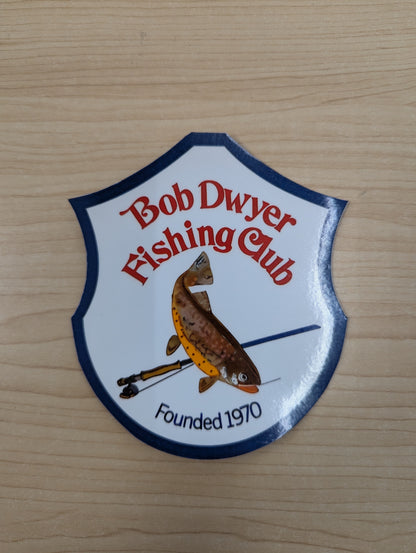 Bob Dwyer
Fishing Club
Founded 1970